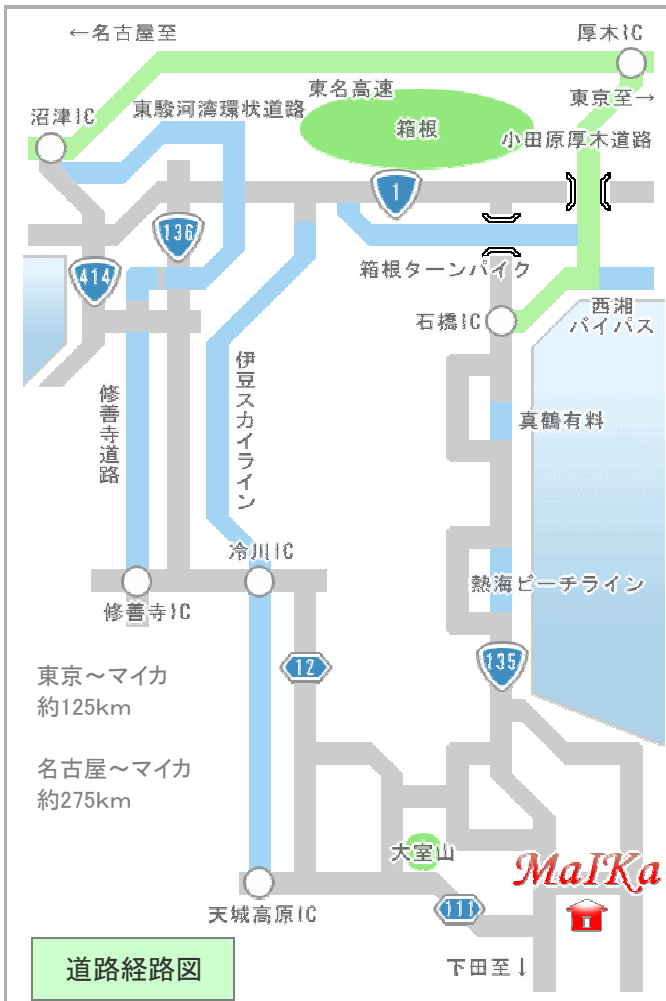 ←名古屋至
厚木IC
東名高速
東京至→
沼津IC
東駿河湾環状道路
箱根
小田原厚木道路
1
136
414
箱根ターンパイク
西湘
バイパス
石橋IC
伊豆スカイライン
修善寺道路
真鶴有料
冷川IC
熱海ビーチライン
修善寺IC
12
135
東京～マイカ
約125km
名古屋～マイカ
約275km
大室山
MaIKa
天城高原IC
111
下田至↓
道路経路図